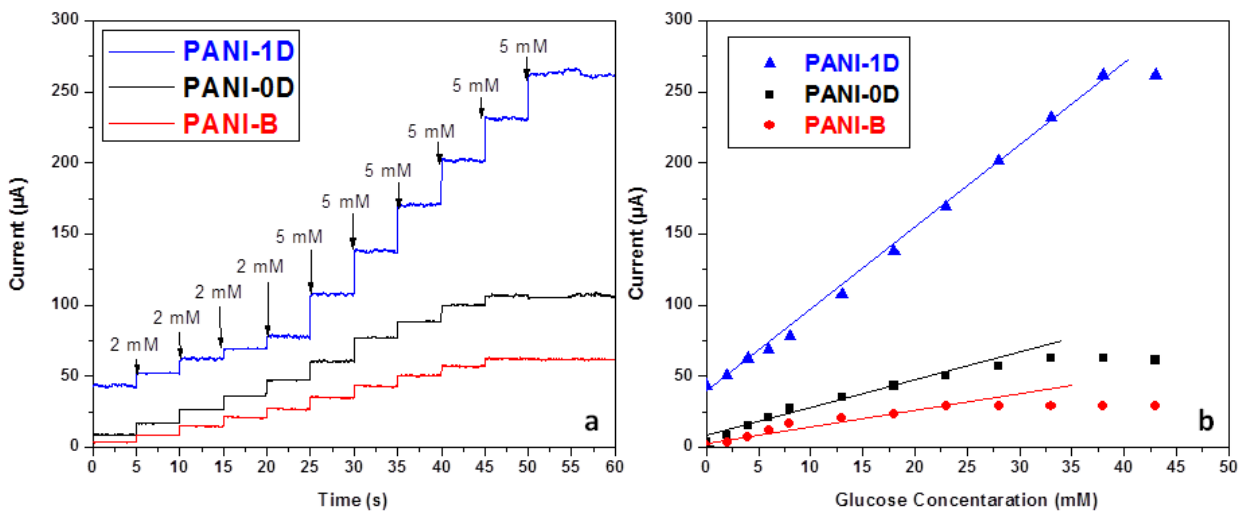 300
250
200
150
100
50
0
Current (µA)
PANI-1D
PANI-0D
PANI-B
2 mM
2 mM
2 mM
2 mM
5 mM
5 mM
5 mM
5 mM
5 mM
5 mM
a
0 5 10 15 20 25 30 35 40 45 50 55 60
Time (s)
300
250
200
150
100
50
0
Current (µA)
PANI-1D
PANI-0D
PANI-B
b
0 5 10 15 20 25 30 35 40 45 50
Glucose Concentaration (mM)